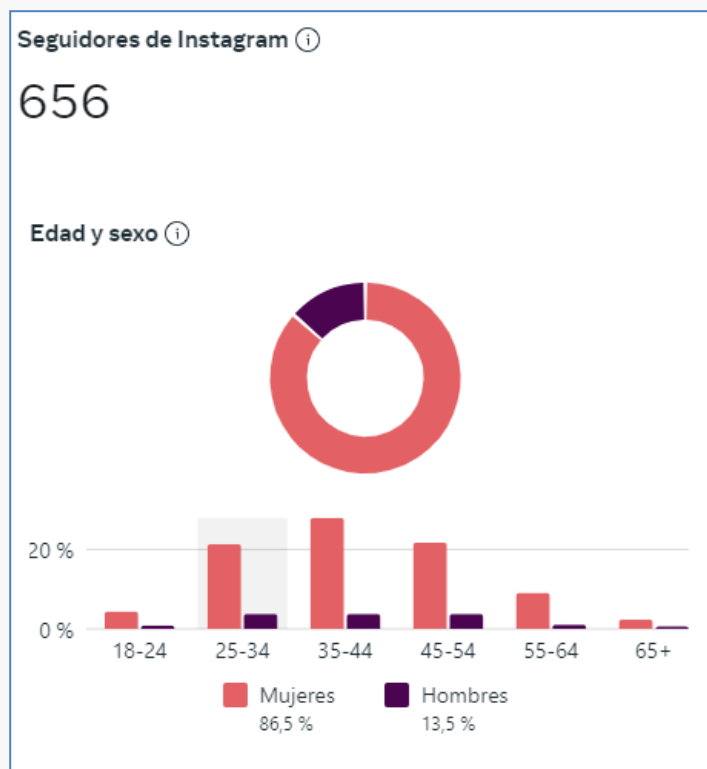 Seguidores de Instagram
656
Edad y sexo
20 %
0 %
18-24 25-34 35-44 45-54 55-64 65+
Mujeres Hombres
86,5 % 13,5 %